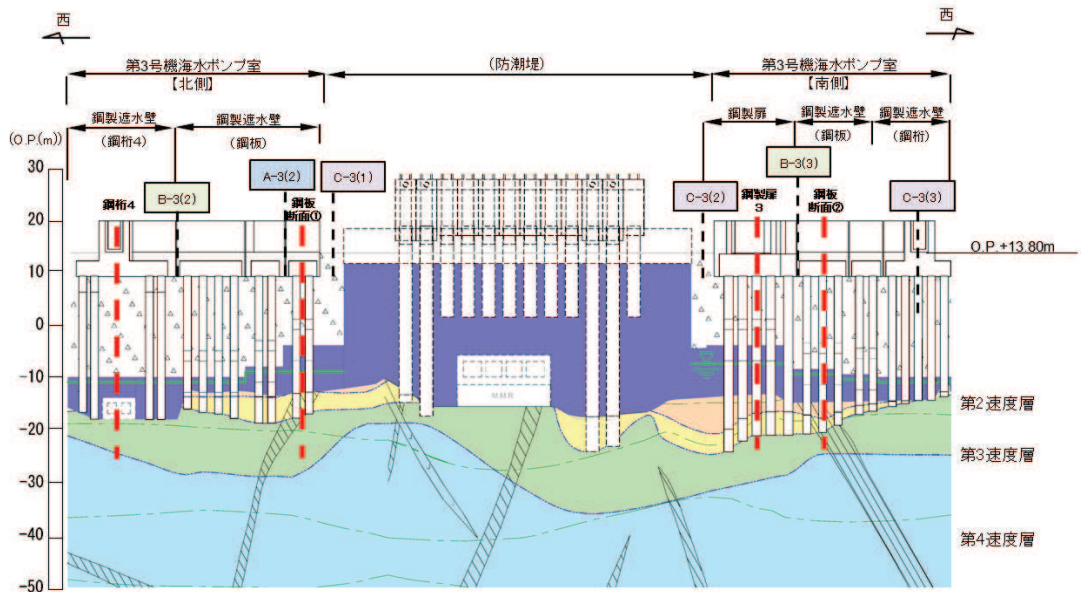 西
西
第3号機海水ポンプ室
【北側】
(防潮堤)
第3号機海水ポンプ室
【南側】
鋼製遮水壁
(鋼桁4)
鋼製遮水壁
(鋼板)
鋼製扉
鋼製遮水壁
(鋼板)
鋼製遮水壁
(鋼桁)
(O.P.(m))
30
20
10
0
-10
-20
-30
-40
-50
A-3(2)
C-3(1)
B-3(3)
B-3(2)
C-3(2)
C-3(3)
鋼桁4
鋼板
断面①
鋼製扉
3
鋼板
断面②
O.P.+13.80m
MMR
第2速度層
第3速度層
第4速度層